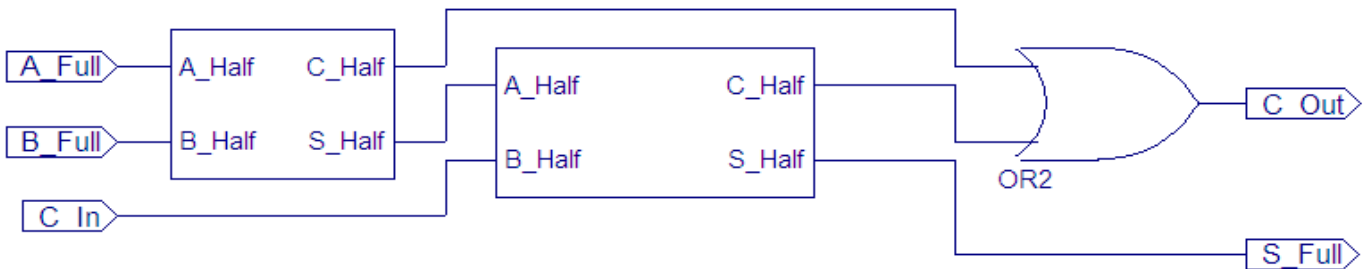 A_Full
A_Half
C_Half
B_Full
B_Half
S_Half
C_In
A_Half
C_Half
B_Half
S_Half
OR2
C_Out
S_Full